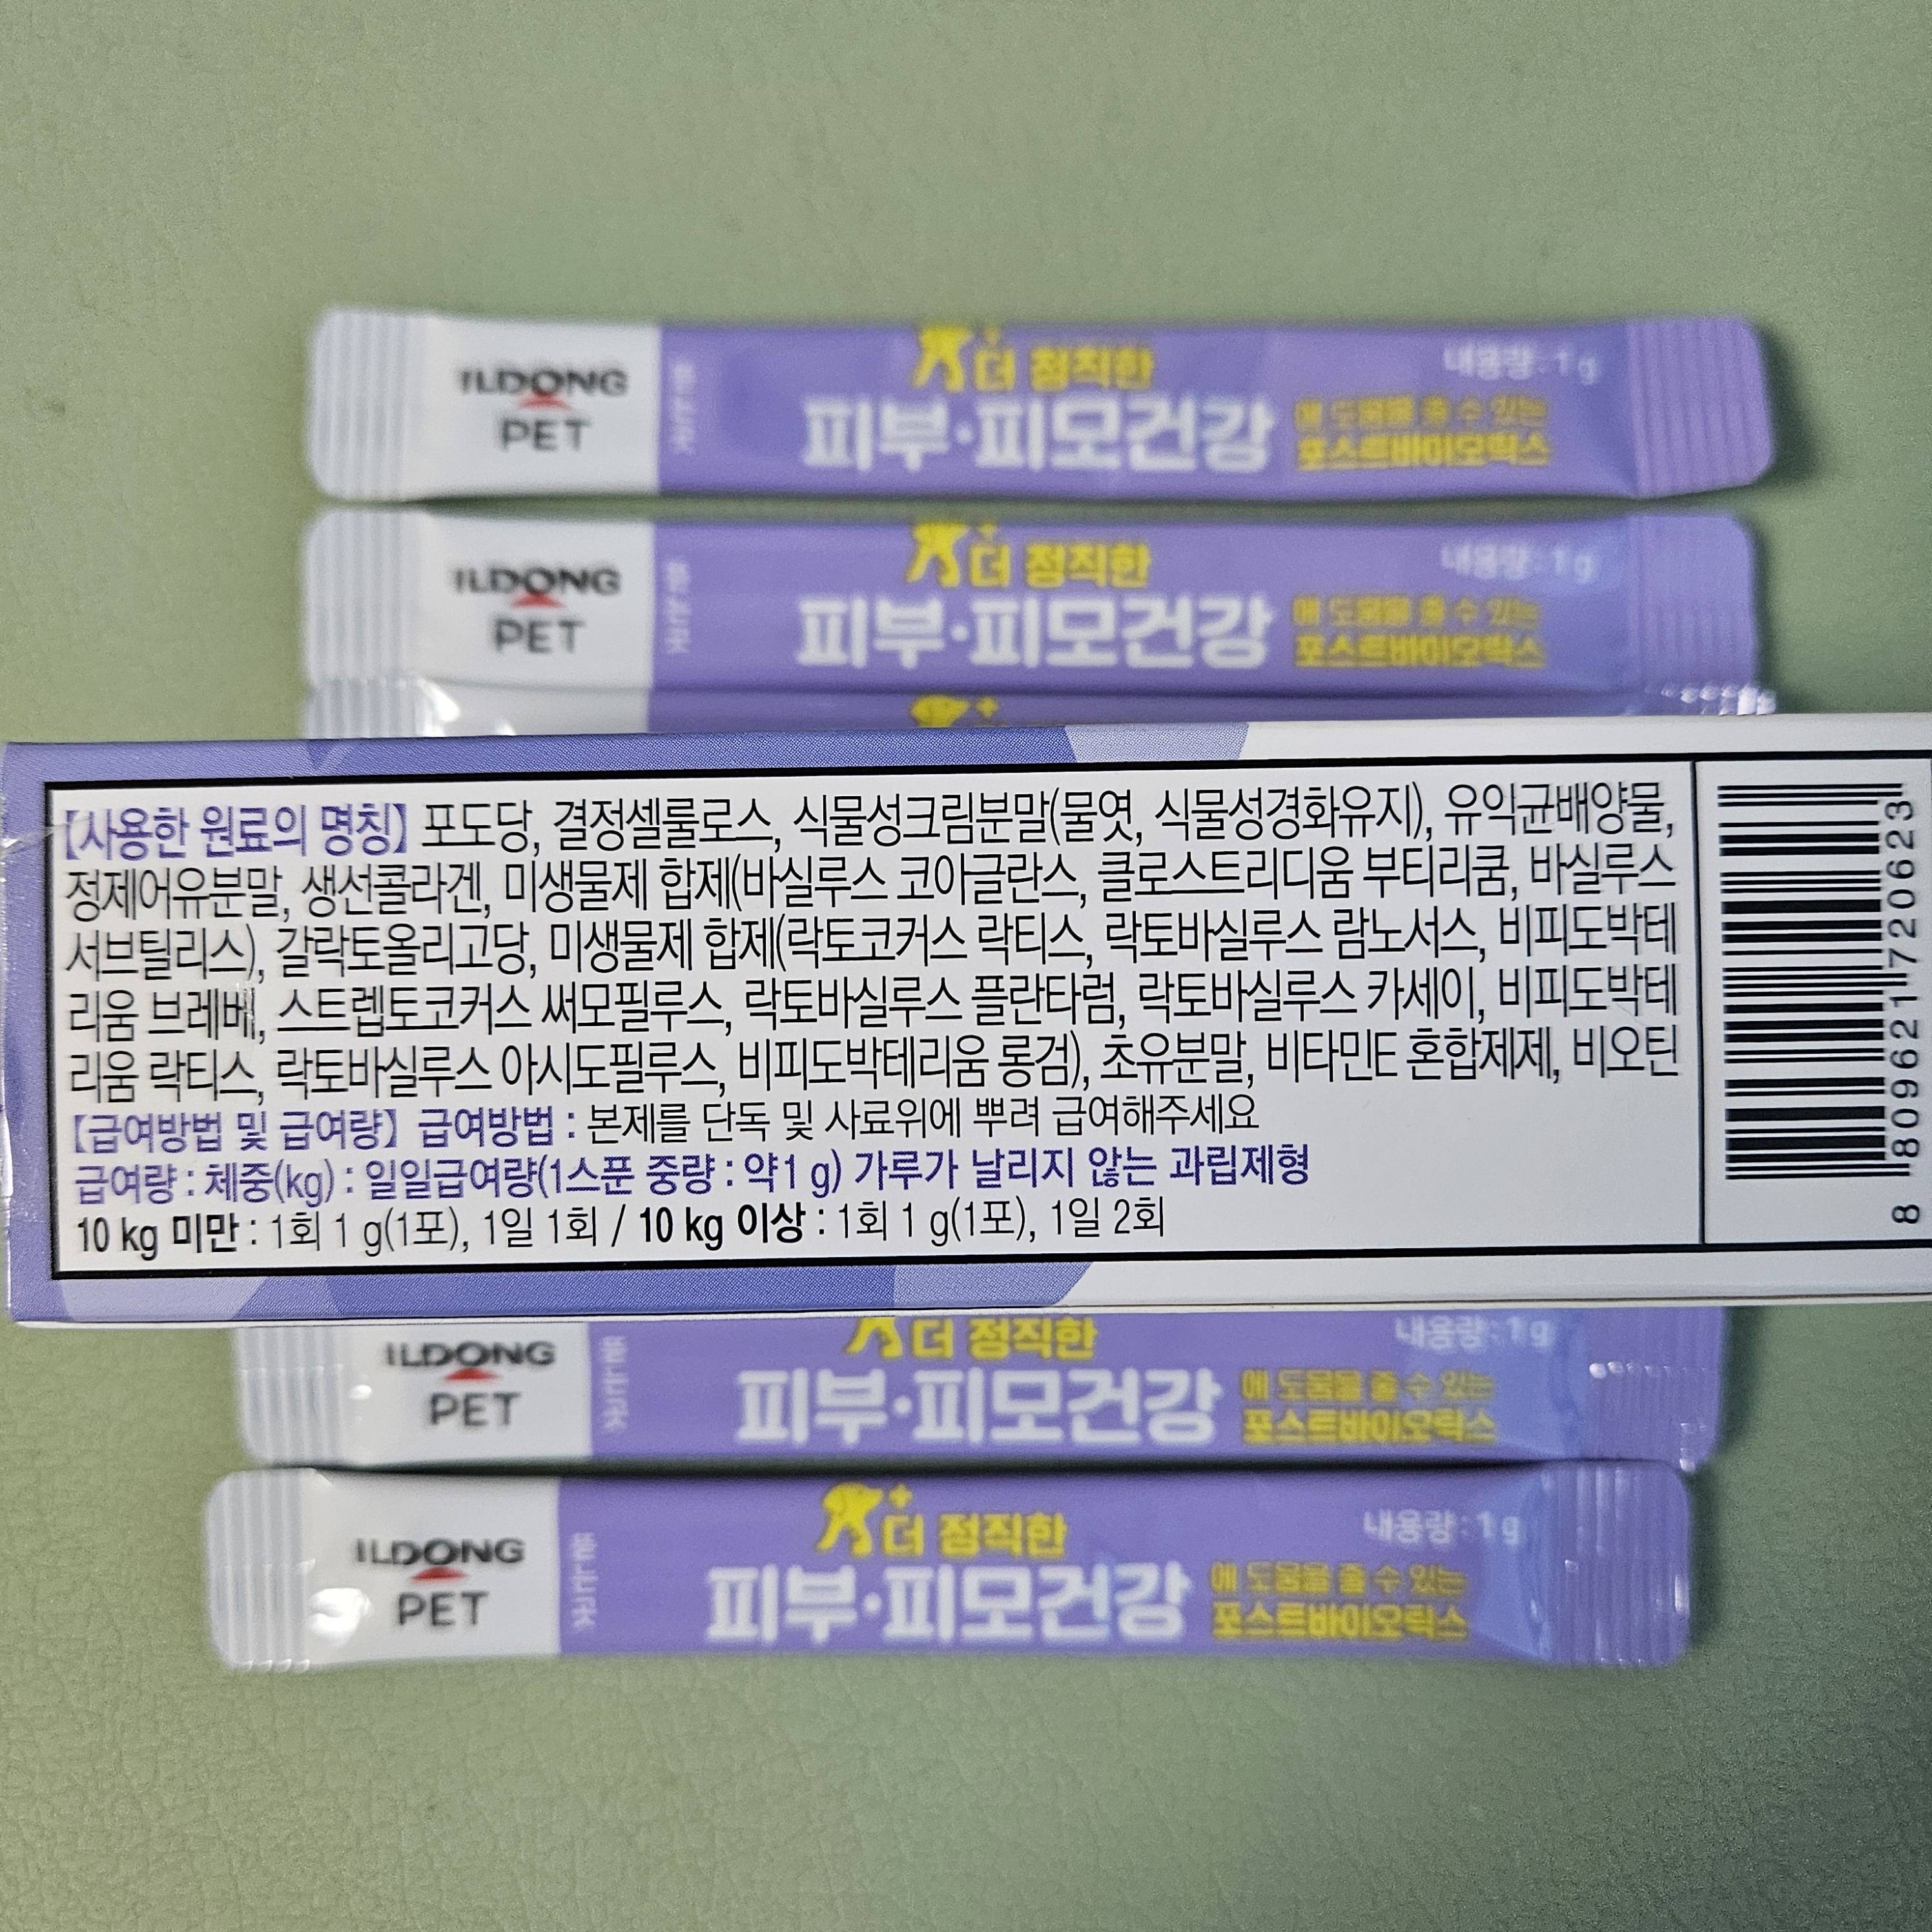 ILDONG
PET
더 정직한
피부·피모건강
에 도움을 줄 수 있는
포스트바이오틱스
내용량:1g
ILDONG
PET
더 정직한
피부·피모건강
에 도움을 줄 수 있는
포스트바이오틱스
내용량:1g
【사용한 원료의 명칭】 포도당, 결정셀룰로스, 식물성크림분말(물엿, 식물성경화유지), 유익균배양물,
정제어유분말, 생선콜라겐, 미생물제 합제(바실루스 코아글란스, 클로스트리디움 부티리쿰, 바실루스
서브틸리스), 갈락토올리고당, 미생물제 합제(락토코커스 락티스, 락토바실루스 람노서스, 비피도박테
리움 브레베, 스트렙토코커스 써모필루스, 락토바실루스 플란타럼, 락토바실루스 카세이, 비피도박테
리움 락티스, 락토바실루스 아시도필루스, 비피도박테리움 롱검), 초유분말, 비타민E 혼합제제, 비오틴
【급여방법 및 급여량】 급여방법 : 본제를 단독 및 사료위에 뿌려 급여해주세요
급여량 : 체중(kg) : 일일급여량(1스푼 중량 : 약1 g) 가루가 날리지 않는 과립제형
10 kg 미만 : 1회 1 g(1포), 1일 1회 / 10 kg 이상 : 1회 1 g(1포), 1일 2회
8 809621 720623
ILDONG
PET
더 정직한
피부·피모건강
에 도움을 줄 수 있는
포스트바이오틱스
내용량:1g
ILDONG
PET
더 정직한
피부·피모건강
에 도움을 줄 수 있는
포스트바이오틱스
내용량:1g